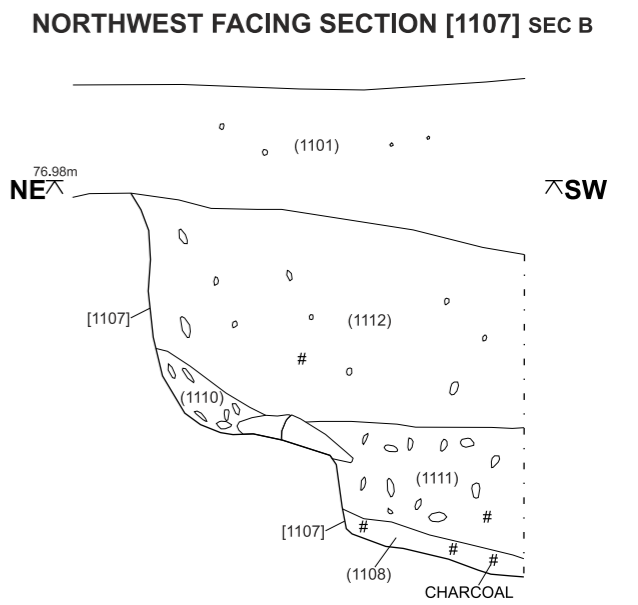 NORTHWEST FACING SECTION [1107] SEC B
(1101)
76.98m
NE
SW
[1107]
(1112)
#
(1110)
(1111)
#
[1107]
#
#
#
(1108)
CHARCOAL